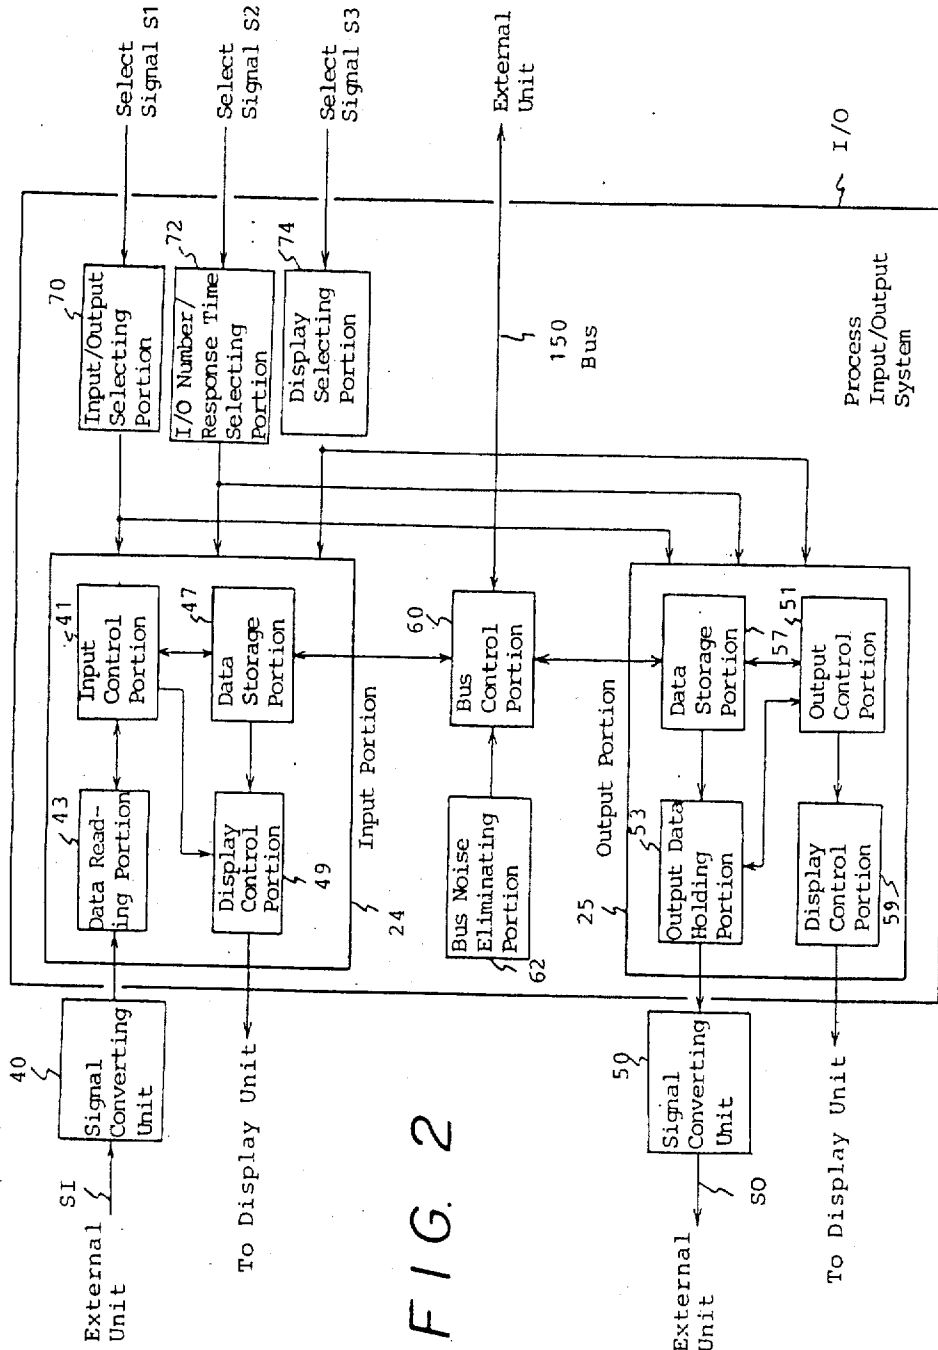 Select
Signal S1
Select
Signal S2
Select
Signal S3
70
Input/Output
Selecting
Portion
72
I/O Number/
Response Time
Selecting
Portion
74
Display
Selecting
Portion
External
Unit
150
Bus
I/O
Process
Input/Output
System
41
Input
Control
Portion
47
Data
Storage
Portion
43
Data Read-
ing Portion
Display
Control
Portion
49
Input Portion
24
60
Bus
Control
Portion
Bus Noise
Eliminating
Portion
62
Output Portion
25
Data
Storage
Portion
57
51
Output
Control
Portion
53
Output Data
Holding
Portion
Display
Control
Portion
59
40
Signal
Converting
Unit
SI
External
Unit
To Display Unit
50
Signal
Converting
Unit
SO
External
Unit
To Display Unit
FIG. 2